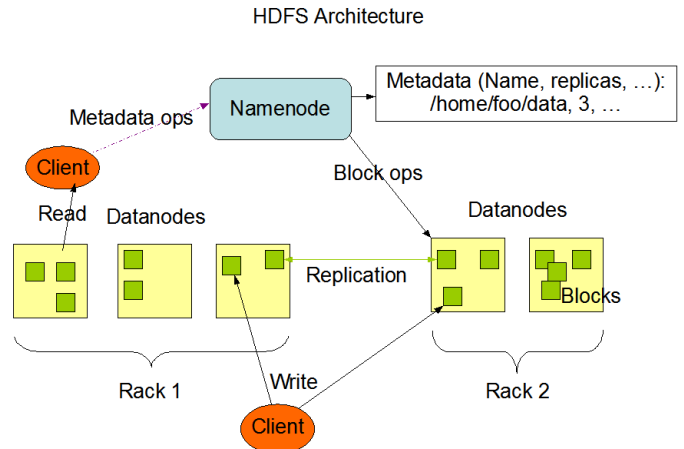 HDFS Architecture
Metadata (Name, replicas, …):
/home/foo/data, 3, …
Namenode
Metadata ops
Client
Block ops
Read
Datanodes
Datanodes
Replication
Blocks
Rack 1
Write
Rack 2
Client